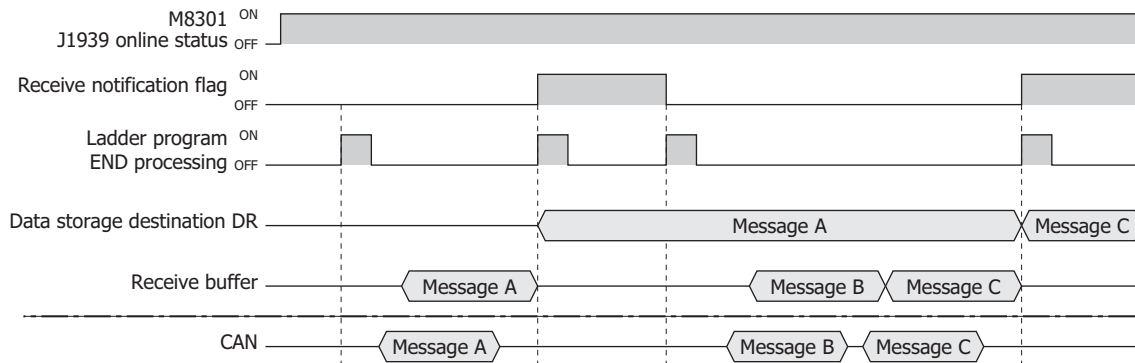 M8301 ON
J1939 online status OFF
Receive notification flag ON
OFF
Ladder program ON
END processing OFF
Data storage destination DR Message A Message C
Receive buffer Message A Message B Message C
CAN Message A Message B Message C